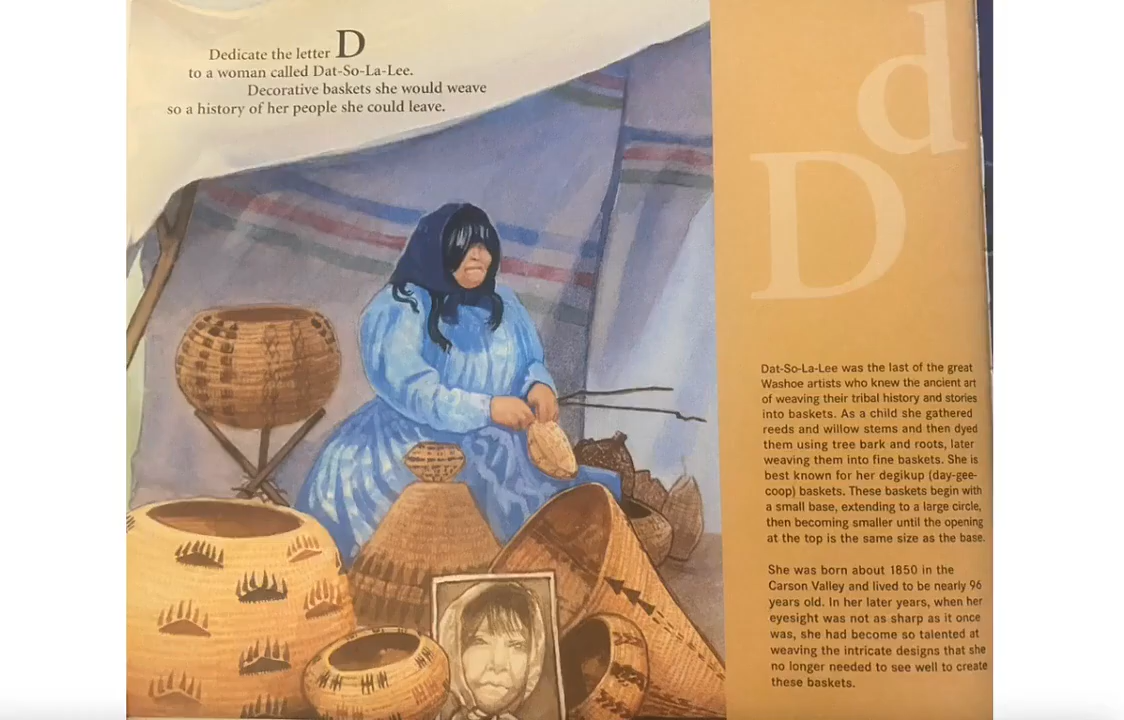 Dedicate the letter D
to a woman called Dat-So-La-Lee.
Decorative baskets she would weave
so a history of her people she could leave.
d
D
Dat-So-La-Lee was the last of the great
Washoe artists who knew the ancient art
of weaving their tribal history and stories
into baskets. As a child she gathered
reeds and willow stems and then dyed
them using tree bark and roots, later
weaving them into fine baskets. She is
best known for her degikup (day-gee-
coop) baskets. These baskets begin with
a small base, extending to a large circle,
then becoming smaller until the opening
at the top is the same size as the base.
She was born about 1850 in the
Carson Valley and lived to be nearly 96
years old. In her later years, when her
eyesight was not as sharp as it once
was, she had become so talented at
weaving the intricate designs that she
no longer needed to see well to create
these baskets.